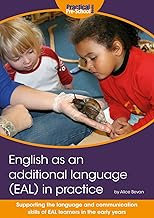 Practical
Pre-School
English as an
additional language
(EAL) in practice
by Alice Bevan
Supporting the language and communication
skills of EAL learners in the early years